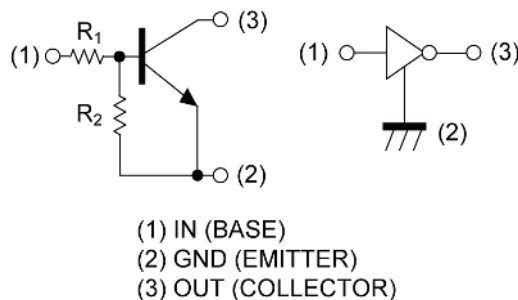 (3)
(1) R₁
R₂
(2)
(1) (3)
(2)
(1) IN (BASE)
(2) GND (EMITTER)
(3) OUT (COLLECTOR)